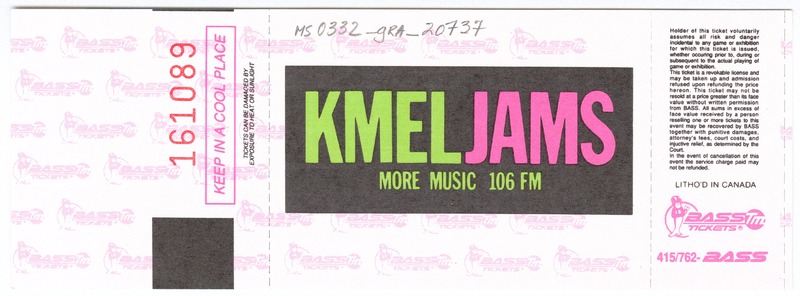 MS0332_GRA_20737
161089
KEEP IN A COOL PLACE
TICKETS CAN BE DAMAGED BY
EXPOSURE TO HEAT OR SUNLIGHT
KMELJAMS
MORE MUSIC 106 FM
Holder of this ticket voluntarily
assumes all risk and danger
incidental to any game or exhibition
for which this ticket is issued,
whether occuring prior to, during or
subsequent to the actual playing of
game or exhibition.
This ticket is a revokable license and
may be taken up and admission
refused upon refunding the price
hereon. This ticket may not be
resold at a price greater than its face
value without written permission
from BASS. All sums in excess of
face value received by a person
reselling one or more tickets to this
event may be recovered by BASS
together with punitive damages,
attorney's fees, court costs, and
injuctive relief, as determined by the
Court.
In the event of cancellation of this
event the service charge paid may
not be refunded.
LITHO'D IN CANADA
BASS TM
TICKETS®
415/762-BASS